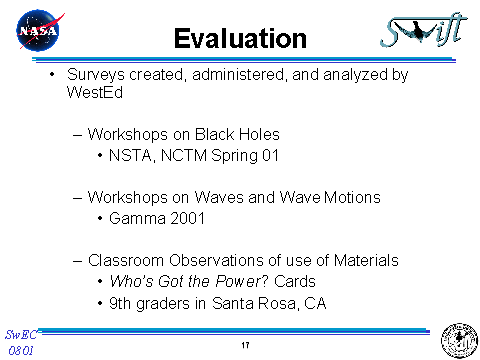 NASA
Evaluation
Swift
• Surveys created, administered, and analyzed by
WestEd
– Workshops on Black Holes
• NSTA, NCTM Spring 01
– Workshops on Waves and Wave Motions
• Gamma 2001
– Classroom Observations of use of Materials
• Who's Got the Power? Cards
• 9th graders in Santa Rosa, CA
SwEC
0801
17